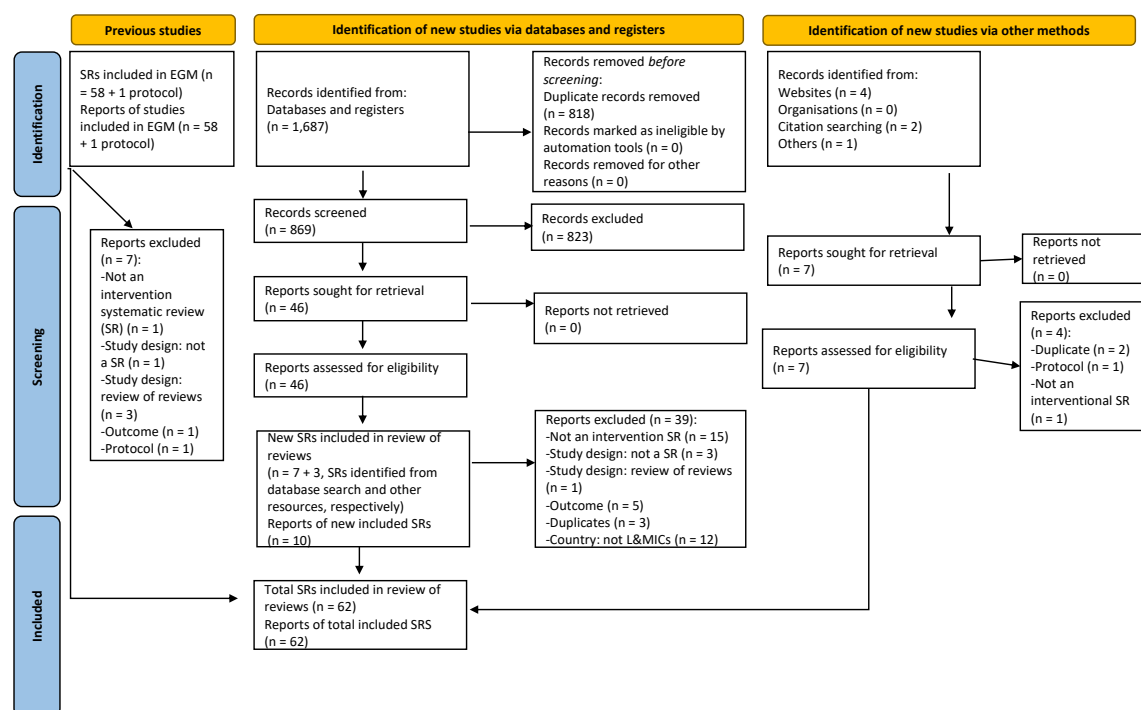 Previous studies
Identification of new studies via databases and registers
Identification of new studies via other methods
Identification
SRs included in EGM (n
= 58 + 1 protocol)
Reports of studies
included in EGM (n = 58
+ 1 protocol)
Records identified from:
Databases and registers
(n = 1,687)
Records removed before
screening:
Duplicate records removed
(n = 818)
Records marked as ineligible by
automation tools (n = 0)
Records removed for other
reasons (n = 0)
Records identified from:
Websites (n = 4)
Organisations (n = 0)
Citation searching (n = 2)
Others (n = 1)
Screening
Reports excluded
(n = 7):
-Not an
intervention
systematic review
(SR) (n = 1)
-Study design: not
a SR (n = 1)
-Study design:
review of reviews
(n = 3)
-Outcome (n = 1)
-Protocol (n = 1)
Records screened
(n = 869)
Records excluded
(n = 823)
Reports sought for retrieval
(n = 46)
Reports not retrieved
(n = 0)
Reports assessed for eligibility
(n = 46)
New SRs included in review of
reviews
(n = 7 + 3, SRs identified from
database search and other
resources, respectively)
Reports of new included SRs
(n = 10)
Reports excluded (n = 39):
-Not an intervention SR (n = 15)
-Study design: not a SR (n = 3)
-Study design: review of reviews
(n = 1)
-Outcome (n = 5)
-Duplicates (n = 3)
-Country: not L&MICs (n = 12)
Reports sought for retrieval
(n = 7)
Reports not
retrieved
(n = 0)
Reports assessed for eligibility
(n = 7)
Reports excluded
(n = 4):
-Duplicate (n = 2)
-Protocol (n = 1)
-Not an
interventional SR
(n = 1)
Included
Total SRs included in review of
reviews (n = 62)
Reports of total included SRS
(n = 62)